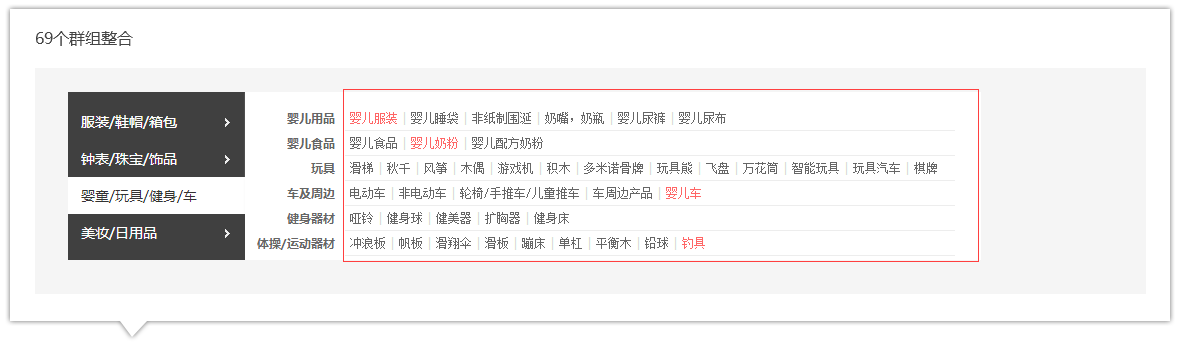 69个群组整合
服装/鞋帽/箱包
钟表/珠宝/饰品
婴童/玩具/健身/车
美妆/日用品
婴儿用品 婴儿服装 | 婴儿睡袋 | 非纸制围涎 | 奶嘴，奶瓶 | 婴儿尿裤 | 婴儿尿布
婴儿食品 婴儿食品 | 婴儿奶粉 | 婴儿配方奶粉
玩具 滑梯 | 秋千 | 风筝 | 木偶 | 游戏机 | 积木 | 多米诺骨牌 | 玩具熊 | 飞盘 | 万花筒 | 智能玩具 | 玩具汽车 | 棋牌
车及周边 电动车 | 非电动车 | 轮椅/手推车/儿童推车 | 车周边产品 | 婴儿车
健身器材 哑铃 | 健身球 | 健美器 | 扩胸器 | 健身床
体操/运动器材 冲浪板 | 帆板 | 滑翔伞 | 滑板 | 蹦床 | 单杠 | 平衡木 | 铅球 | 钓具